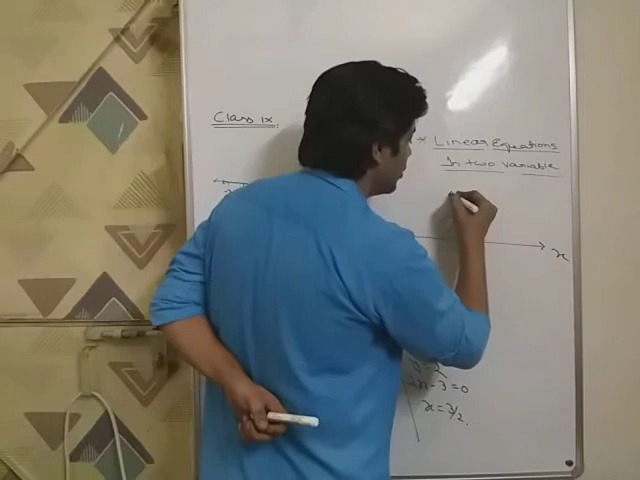 Class IX.
* Linear Equations
In two variable
x
2x - 3 = 0
x = 3/2.